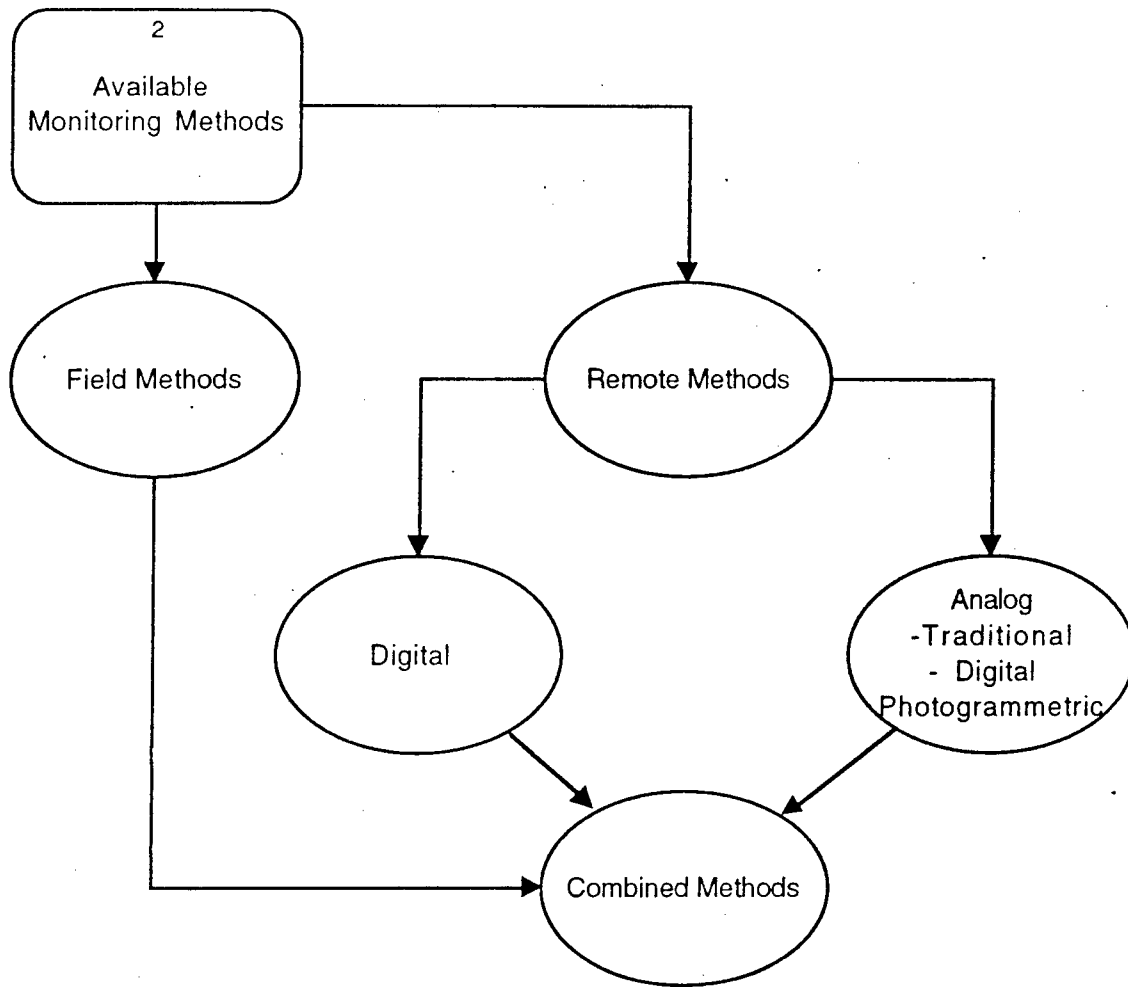 2
Available
Monitoring Methods
Field Methods
Remote Methods
Digital
Analog
-Traditional
- Digital
Photogrammetric
Combined Methods